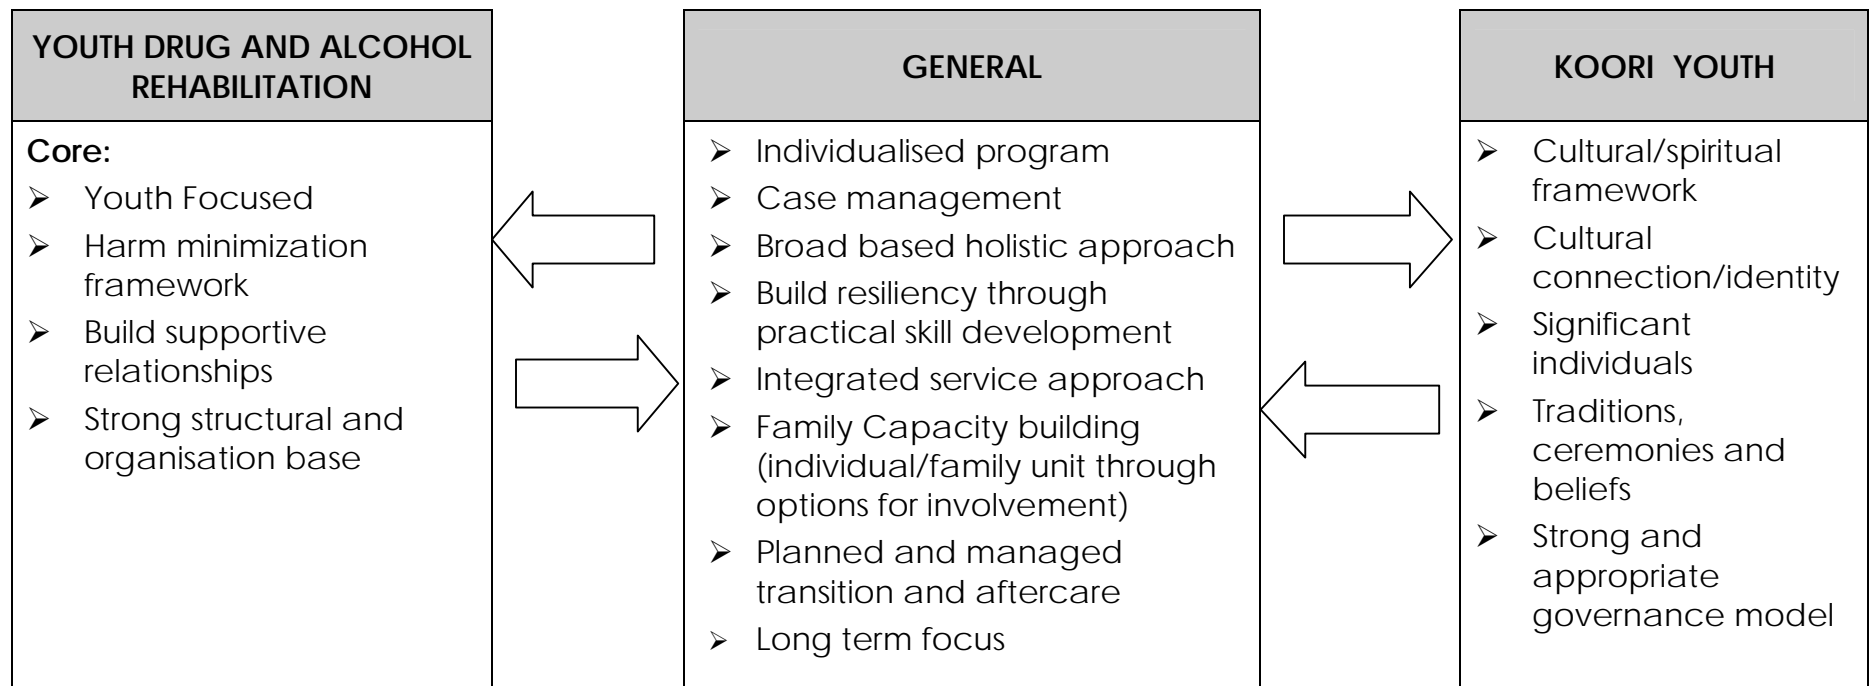 YOUTH DRUG AND ALCOHOL
REHABILITATION
Core:
➢ Youth Focused
➢ Harm minimization
framework
➢ Build supportive
relationships
➢ Strong structural and
organisation base
GENERAL
➢ Individualised program
➢ Case management
➢ Broad based holistic approach
➢ Build resiliency through
practical skill development
➢ Integrated service approach
➢ Family Capacity building
(individual/family unit through
options for involvement)
➢ Planned and managed
transition and aftercare
➢ Long term focus
KOORI YOUTH
➢ Cultural/spiritual
framework
➢ Cultural
connection/identity
➢ Significant
individuals
➢ Traditions,
ceremonies and
beliefs
➢ Strong and
appropriate
governance model